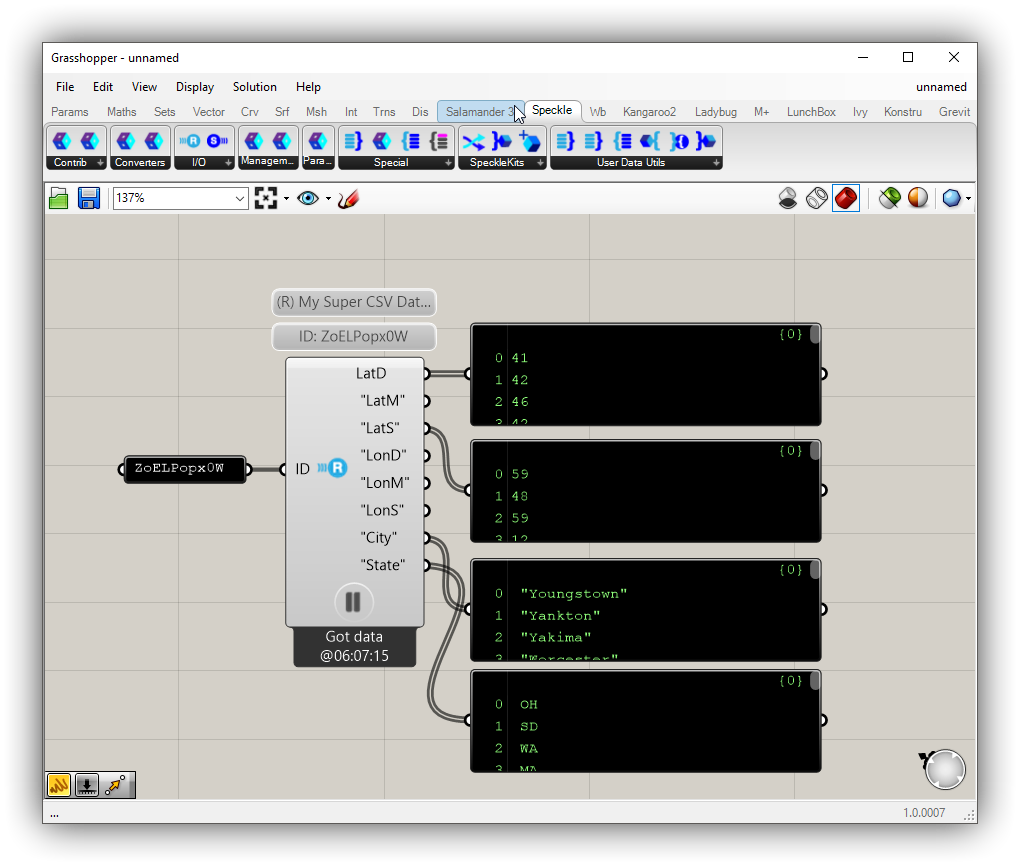 Grasshopper - unnamed
File Edit View Display Solution Help unnamed
Params Maths Sets Vector Crv Srf Msh Int Trns Dis Salamander 3 Speckle Wb Kangaroo2 Ladybug M+ LunchBox Ivy Konstru Grevit
Contrib Converters I/O Managem... Para... Special SpeckleKits User Data Utils
137%
(R) My Super CSV Dat...
ID: ZoELPopx0W
ZoELPopx0W
ID
R
LatD
"LatM"
"LatS"
"LonD"
"LonM"
"LonS"
"City"
"State"
Got data
@06:07:15
{0}
0 41
1 42
2 46
3 42
{0}
0 59
1 48
2 59
3 12
{0}
0 "Youngstown"
1 "Yankton"
2 "Yakima"
3 "Worcester"
{0}
0 OH
1 SD
2 WA
3 MA
... 1.0.0007